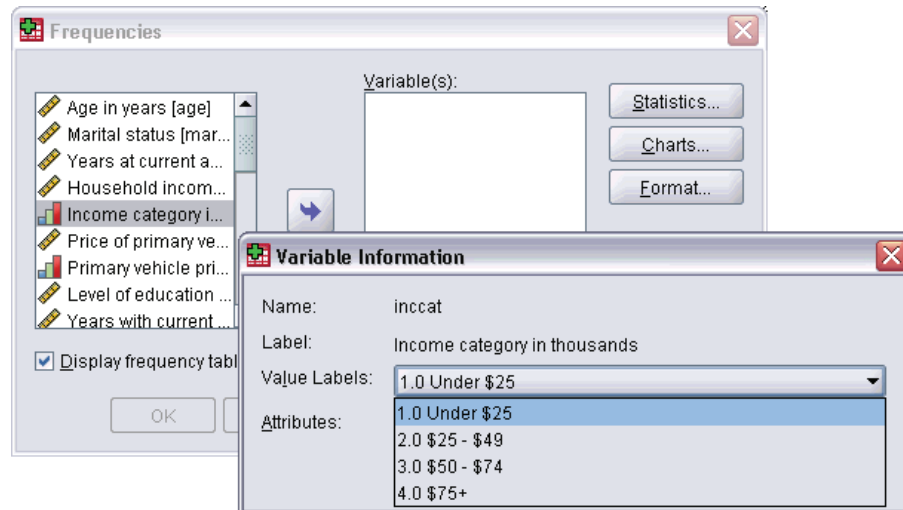 Frequencies
Variable(s):
Age in years [age]
Marital status [mar...
Years at current a...
Household incom...
Income category i...
Price of primary ve...
Primary vehicle pri...
Level of education ...
Years with current ...
Statistics...
Charts...
Format...
Display frequency tabl
OK
Variable Information
Name: inccat
Label: Income category in thousands
Value Labels: 1.0 Under $25
Attributes:
1.0 Under $25
2.0 $25 - $49
3.0 $50 - $74
4.0 $75+